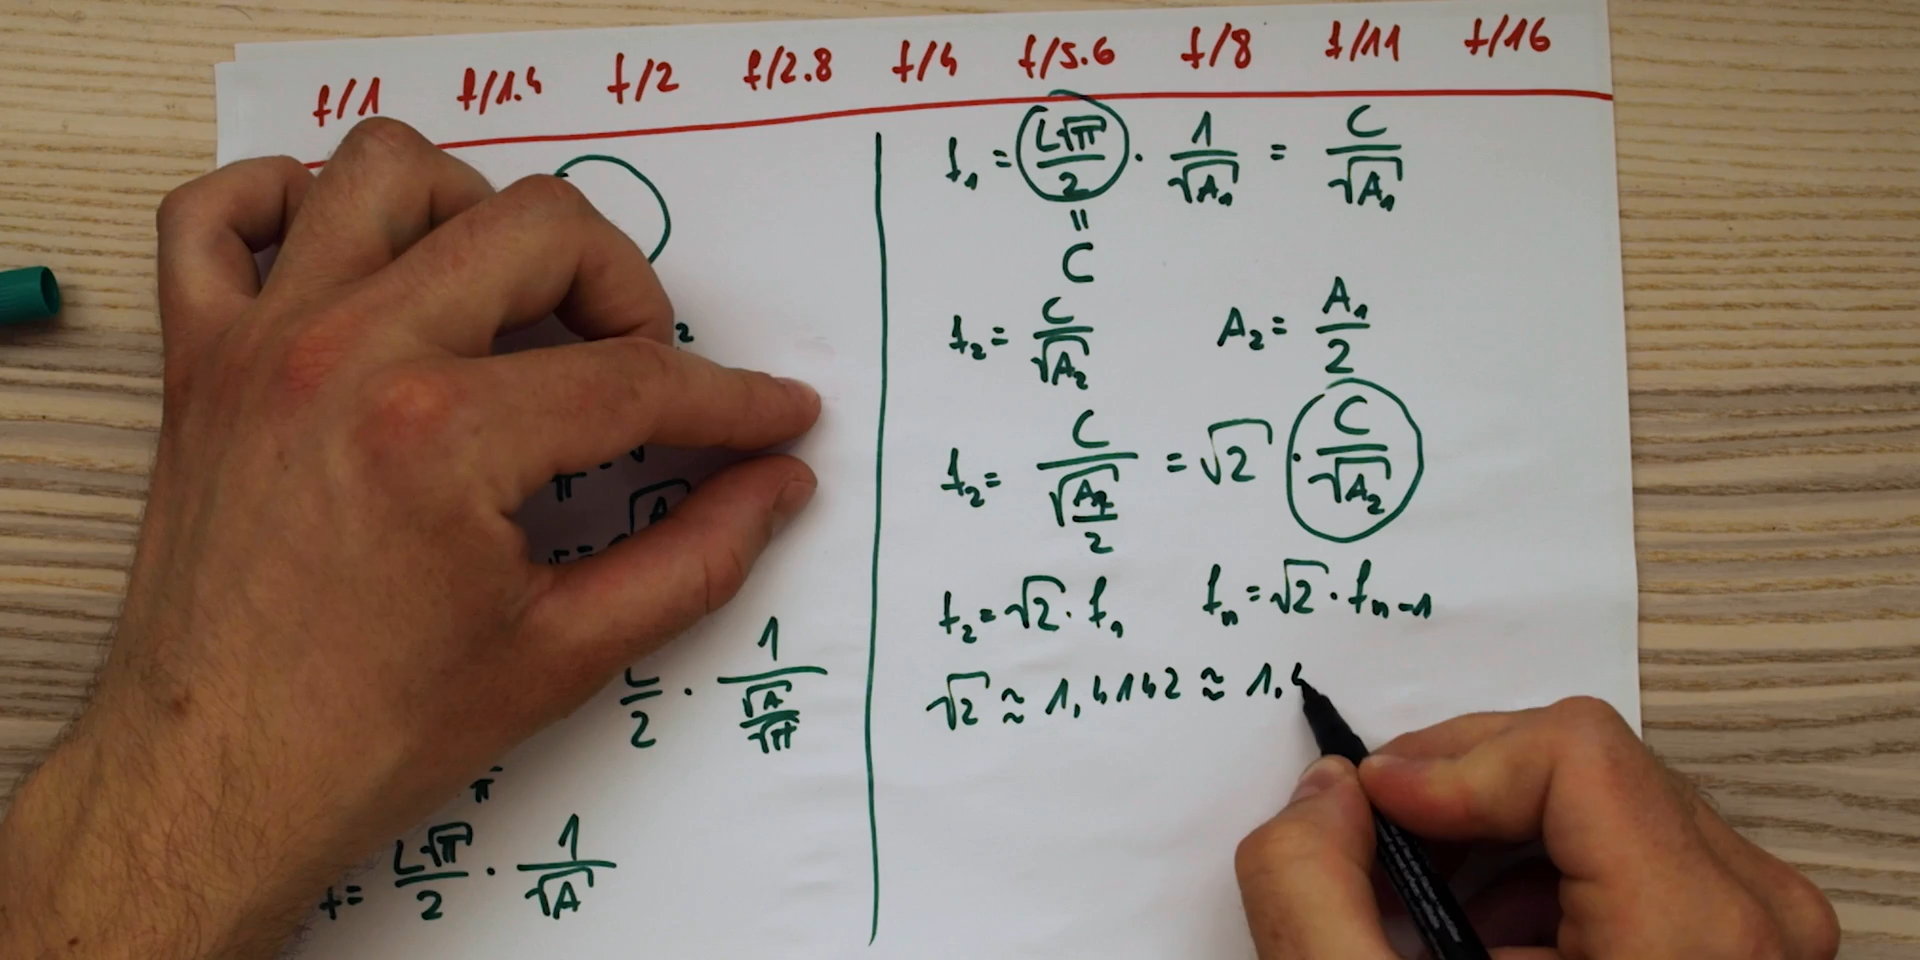 f/1 f/1.4 f/2 f/2.8 f/4 f/5.6 f/8 f/11 f/16
2
π
√A
L/2 · 1/(√A/√π)
π
f = L√π/2 · 1/√A
f₁ = L√π/2 · 1/√A₁ = C/√A₁
=
C
f₂ = C/√A₂ A₂ = A₁/2
f₂ = C/√(A₂/2) = √2 · C/√A₂
f₂ = √2 · f₁ fₙ = √2 · fₙ₋₁
√2 ≈ 1,4142 ≈ 1.4